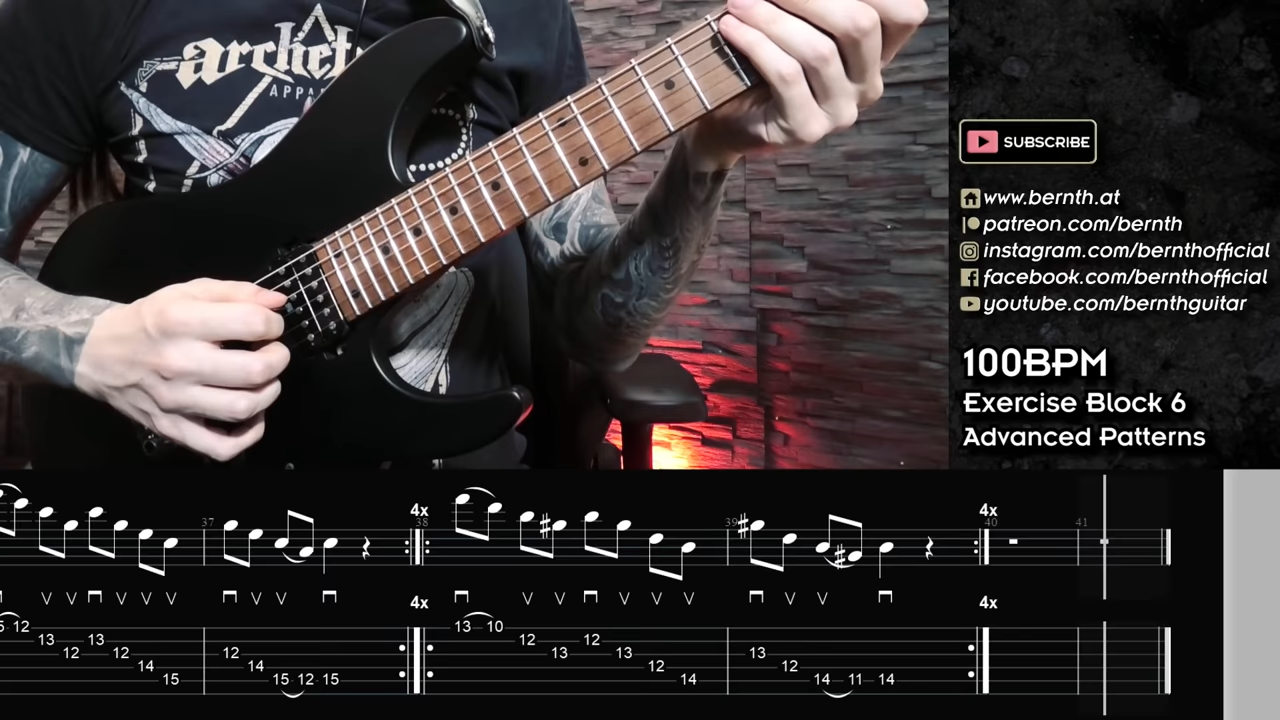 archet
APPA
SUBSCRIBE
www.bernth.at
patreon.com/bernth
instagram.com/bernthofficial
facebook.com/bernthofficial
youtube.com/bernthguitar
100BPM
Exercise Block 6
Advanced Patterns
4x 4x
37 38 39 40 41
4x 4x
12 13 10
13 13 12 12
12 12 12 13 13 13
14 14 12 12
15 15 12 15 14 14 11 14